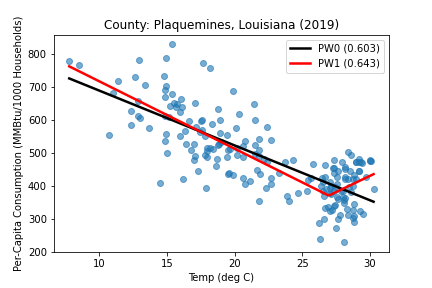 County: Plaquemines, Louisiana (2019)
PW0 (0.603)
PW1 (0.643)
Per-Capita Consumption (MMBtu/1000 Households)
800
700
600
500
400
300
200
10 15 20 25 30
Temp (deg C)